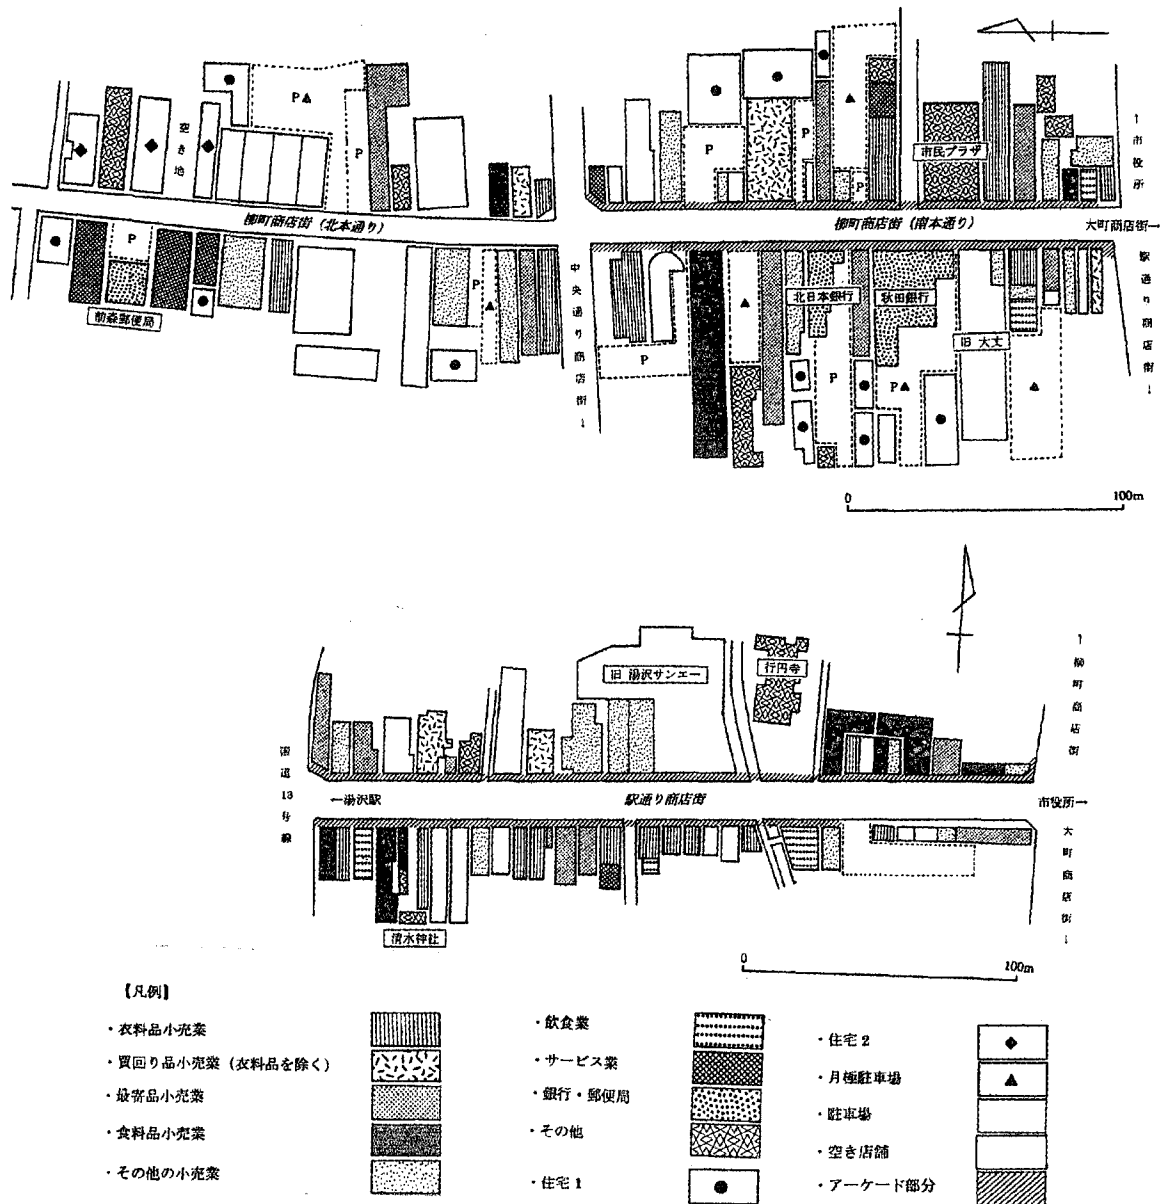 P▲
P
空き地
↑市役所
市民プラザ
P
P
P
柳町商店街(北本通り)
柳町商店街(南本通り)
大町商店街→
P
前森郵便局
P
中央通り商店街↓
P
北日本銀行
秋田銀行
旧 大丈
P
P▲
駅通り商店街↓
0
100m
旧 湯沢サンエー
行円寺
↑柳町商店街
国道13号線
←湯沢駅
駅通り商店街
市役所→
大町商店街↓
清水神社
0
100m
【凡例】
・衣料品小売業
・買回り品小売業(衣料品を除く)
・最寄品小売業
・食料品小売業
・その他の小売業
・飲食業
・サービス業
・銀行・郵便局
・その他
・住宅1
・住宅2
・月極駐車場
・駐車場
・空き店舗
・アーケード部分